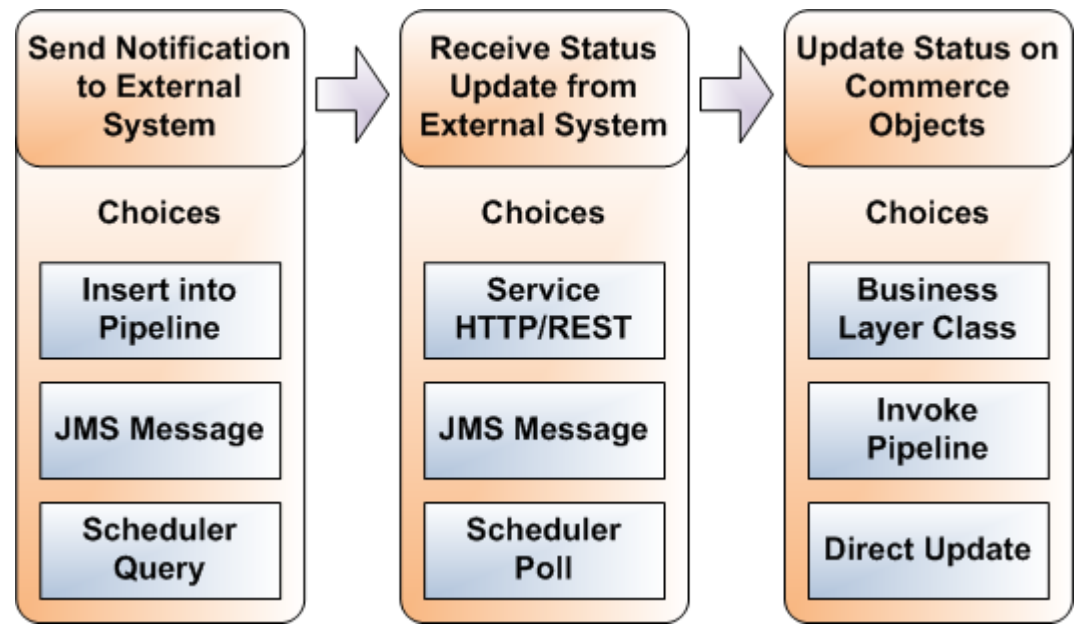 Send Notification
to External
System
Choices
Insert into
Pipeline
JMS Message
Scheduler
Query
Receive Status
Update from
External System
Choices
Service
HTTP/REST
JMS Message
Scheduler
Poll
Update Status on
Commerce
Objects
Choices
Business
Layer Class
Invoke
Pipeline
Direct Update